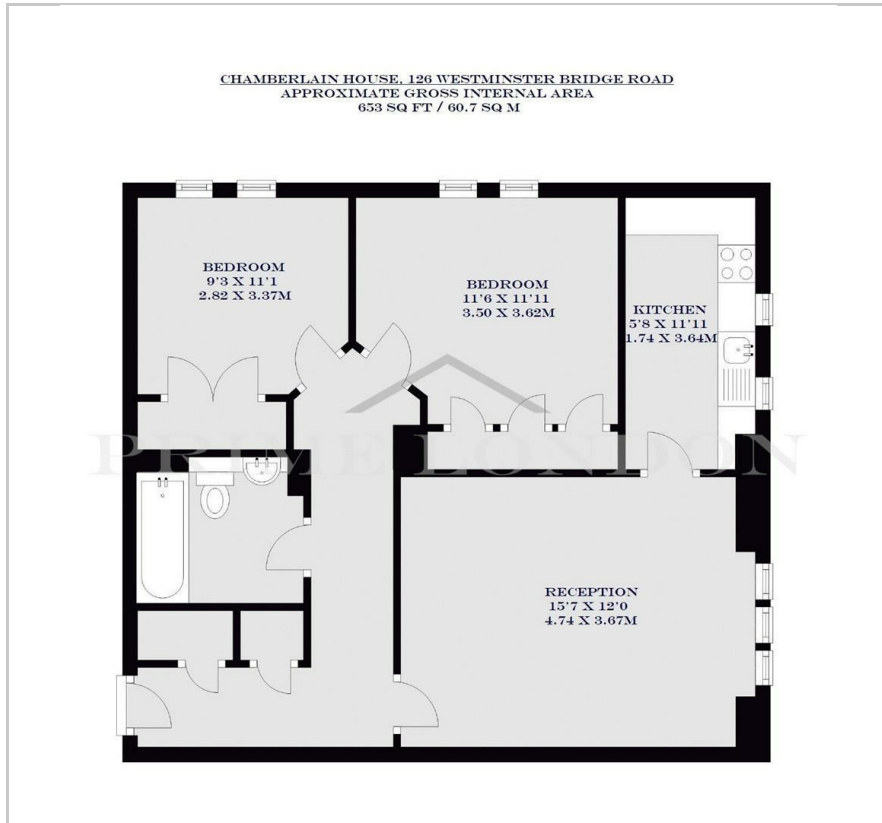 CHAMBERLAIN HOUSE, 126 WESTMINSTER BRIDGE ROAD
APPROXIMATE GROSS INTERNAL AREA
653 SQ FT / 60.7 SQ M
BEDROOM
9'3 X 11'1
2.82 X 3.37M
BEDROOM
11'6 X 11'11
3.50 X 3.62M
KITCHEN
5'8 X 11'11
1.74 X 3.64M
PRIME LONDON
RECEPTION
15'7 X 12'0
4.74 X 3.67M